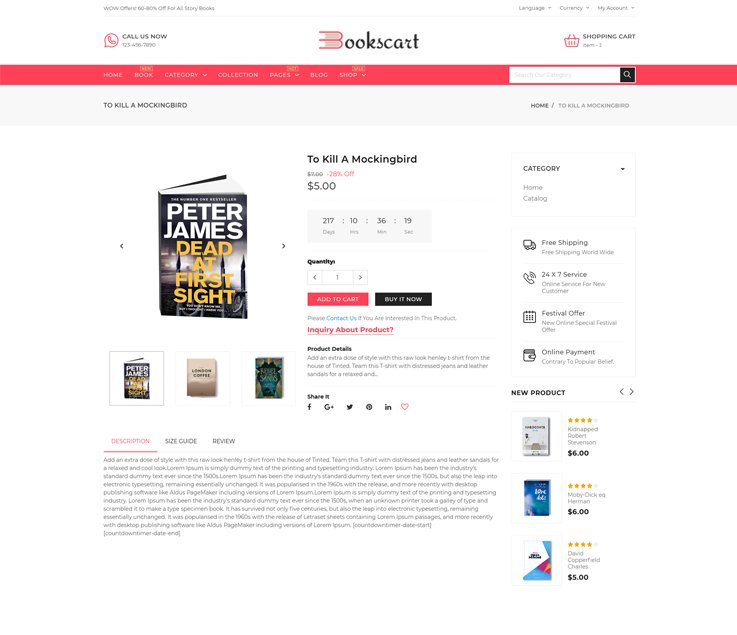 WOW Offers! 60-80% Off For All Story Books
Language
Currency
My Account
CALL US NOW
123-456-7890
Bookscart
SHOPPING CART
item - 2
HOME
BOOK
NEW
CATEGORY
COLLECTION
PAGES
HOT
BLOG
SHOP
SALE
Search Our Category
TO KILL A MOCKINGBIRD
HOME / TO KILL A MOCKINGBIRD
THE NUMBER ONE BESTSELLER
PETER
JAMES
DEAD
AT
FIRST
SIGHT
To Kill A Mockingbird
$7.00 -28% Off
$5.00
217 : 10 : 36 : 19
Days Hrs Min Sec
Quantity:
1
ADD TO CART
BUY IT NOW
Please Contact Us If You Are Interested In This Product.
Inquiry About Product?
Product Details
Add an extra dose of style with this raw look henley t-shirt from the
house of Tinted. Team this T-shirt with distressed jeans and leather
sandals for a relaxed and...
Share It
LONDON
COFFEE
REBEL
SANDS
CATEGORY
Home
Catalog
Free Shipping
Free Shipping World Wide
24 X 7 Service
Online Service For New
Customer
Festival Offer
New Online Special Festival
Offer
Online Payment
Contrary To Popular Belief.
NEW PRODUCT
Kidnapped
Robert
Stevenson
$6.00
Moby-Dick eq
Herman
$6.00
David
Copperfield
Charles
$5.00
DESCRIPTION
SIZE GUIDE
REVIEW
Add an extra dose of style with this raw look henley t-shirt from the house of Tinted. Team this T-shirt with distressed jeans and leather sandals for
a relaxed and cool look.Lorem Ipsum is simply dummy text of the printing and typesetting industry. Lorem Ipsum has been the industry's
standard dummy text ever since the 1500s.Lorem Ipsum has been the industry's standard dummy text ever since the 1500s, but also the leap into
electronic typesetting, remaining essentially unchanged. It was popularised in the 1960s with the release, and more recently with desktop
publishing software like Aldus PageMaker including versions of Lorem Ipsum.Lorem Ipsum is simply dummy text of the printing and typesetting
industry. Lorem Ipsum has been the industry's standard dummy text ever since the 1500s, when an unknown printer took a galley of type and
scrambled it to make a type specimen book. It has survived not only five centuries, but also the leap into electronic typesetting, remaining
essentially unchanged. It was popularised in the 1960s with the release of Letraset sheets containing Lorem Ipsum passages, and more recently
with desktop publishing software like Aldus PageMaker including versions of Lorem Ipsum. [countdowntimer-date-start]
[countdowntimer-date-end]